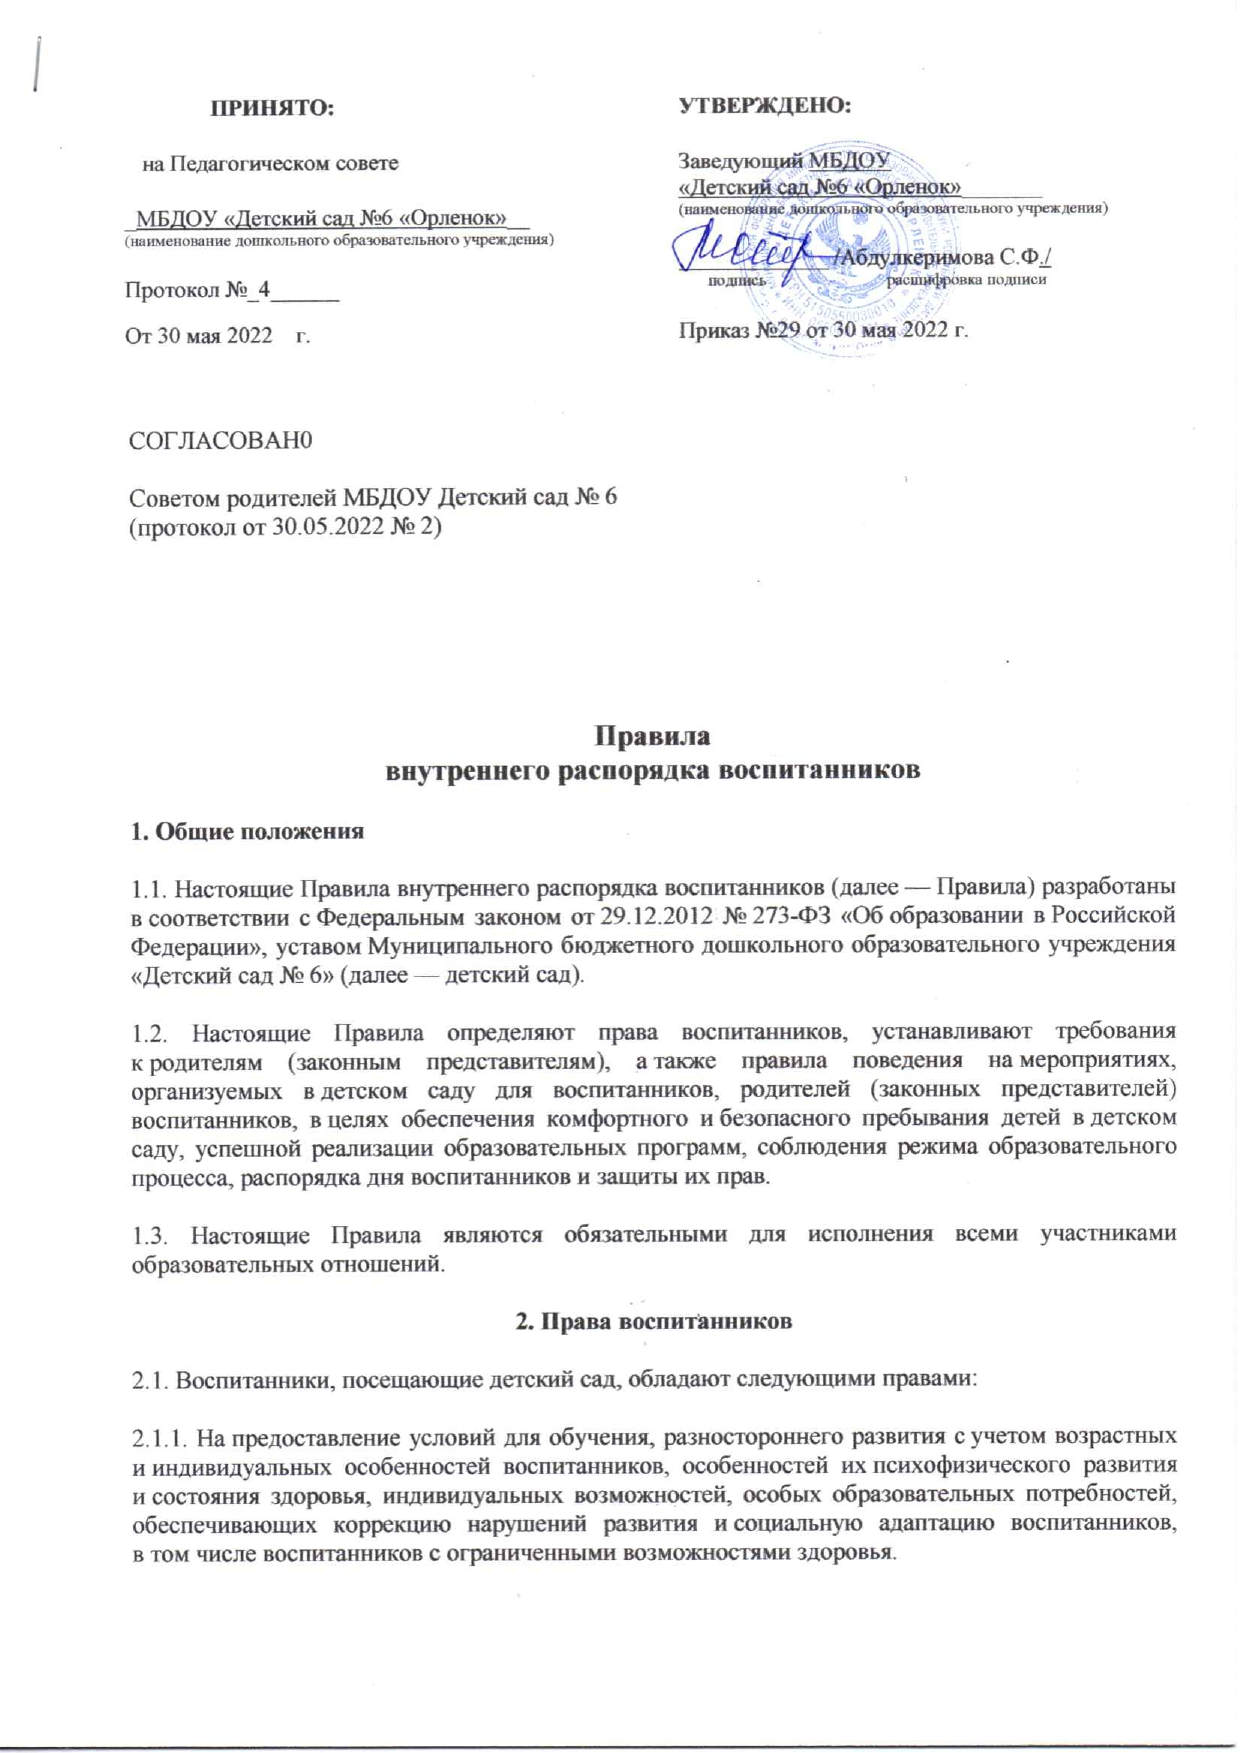 ПРИНЯТО:
на Педагогическом совете
МБДОУ «Детский сад №6 «Орленок»
(наименование дошкольного образовательного учреждения)
Протокол №_4______
От 30 мая 2022 г.
УТВЕРЖДЕНО:
Заведующий МБДОУ
«Детский сад №6 «Орленок»
(наименование дошкольного образовательного учреждения)
/Абдулкеримова С.Ф./
подпись расшифровка подписи
Приказ №29 от 30 мая 2022 г.
СОГЛАСОВАН0
Советом родителей МБДОУ Детский сад № 6
(протокол от 30.05.2022 № 2)
Правила
внутреннего распорядка воспитанников
1. Общие положения
1.1. Настоящие Правила внутреннего распорядка воспитанников (далее — Правила) разработаны
в соответствии с Федеральным законом от 29.12.2012 № 273-ФЗ «Об образовании в Российской
Федерации», уставом Муниципального бюджетного дошкольного образовательного учреждения
«Детский сад № 6» (далее — детский сад).
1.2. Настоящие Правила определяют права воспитанников, устанавливают требования
к родителям (законным представителям), а также правила поведения на мероприятиях,
организуемых в детском саду для воспитанников, родителей (законных представителей)
воспитанников, в целях обеспечения комфортного и безопасного пребывания детей в детском
саду, успешной реализации образовательных программ, соблюдения режима образовательного
процесса, распорядка дня воспитанников и защиты их прав.
1.3. Настоящие Правила являются обязательными для исполнения всеми участниками
образовательных отношений.
2. Права воспитанников
2.1. Воспитанники, посещающие детский сад, обладают следующими правами:
2.1.1. На предоставление условий для обучения, разностороннего развития с учетом возрастных
и индивидуальных особенностей воспитанников, особенностей их психофизического развития
и состояния здоровья, индивидуальных возможностей, особых образовательных потребностей,
обеспечивающих коррекцию нарушений развития и социальную адаптацию воспитанников,
в том числе воспитанников с ограниченными возможностями здоровья.